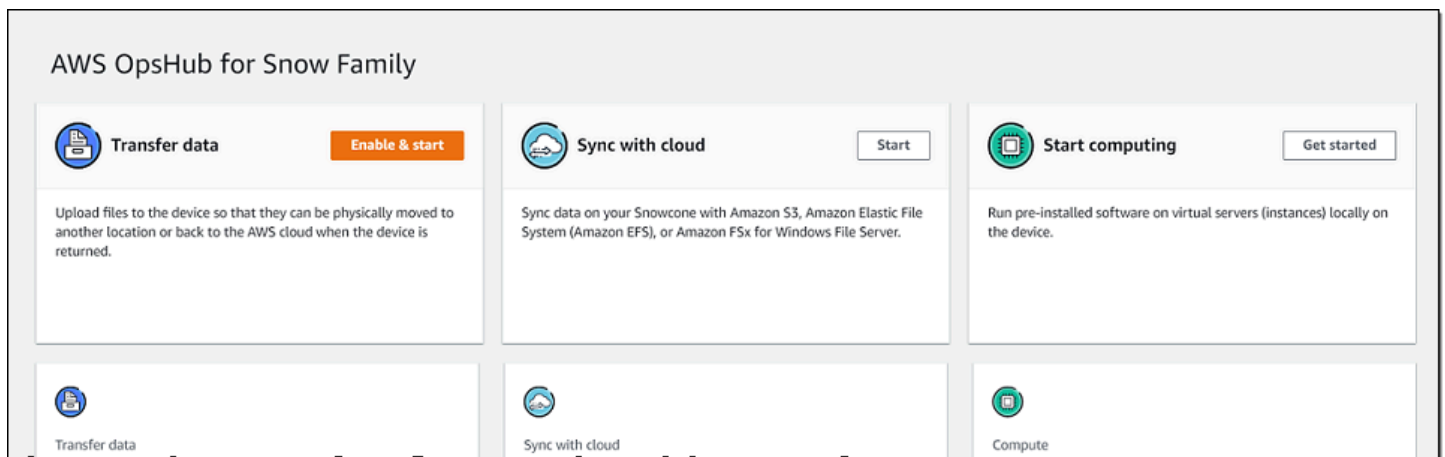 AWS OpsHub for Snow Family
Transfer data
Enable & start
Upload files to the device so that they can be physically moved to
another location or back to the AWS cloud when the device is
returned.
Sync with cloud
Start
Sync data on your Snowcone with Amazon S3, Amazon Elastic File
System (Amazon EFS), or Amazon FSx for Windows File Server.
Start computing
Get started
Run pre-installed software on virtual servers (instances) locally on
the device.
Transfer data
Sync with cloud
Compute